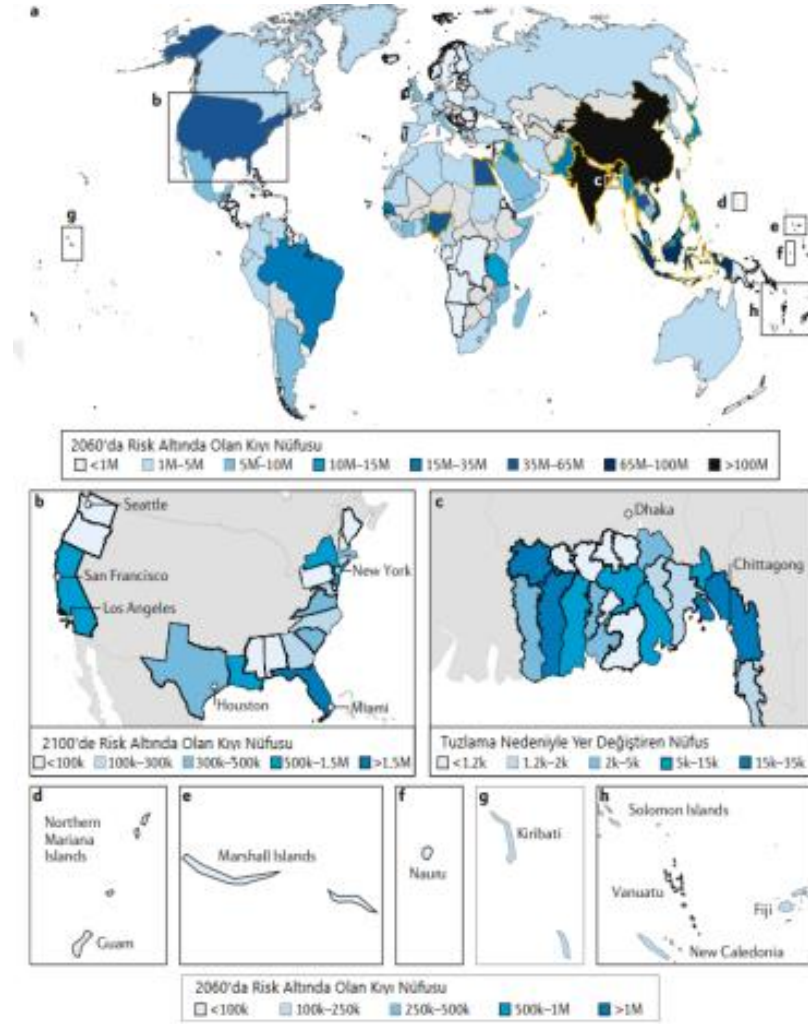 a
b
c
d
e
f
g
h
2060'da Risk Altında Olan Kıyı Nüfusu
<1M 1M–5M 5M–10M 10M–15M 15M–35M 35M–65M 65M–100M >100M
b
Seattle
San Francisco
Los Angeles
New York
Houston
Miami
2100'de Risk Altında Olan Kıyı Nüfusu
<100k 100k–300k 300k–500k 500k–1.5M >1.5M
c
Dhaka
Chittagong
Tuzlama Nedeniyle Yer Değiştiren Nüfus
<1.2k 1.2k–2k 2k–5k 5k–15k 15k–35k
d
Northern
Mariana
Islands
Guam
e
Marshall Islands
f
Nauru
g
Kiribati
h
Solomon Islands
Vanuatu
Fiji
New Caledonia
2060'da Risk Altında Olan Kıyı Nüfusu
<100k 100k–250k 250k–500k 500k–1M >1M